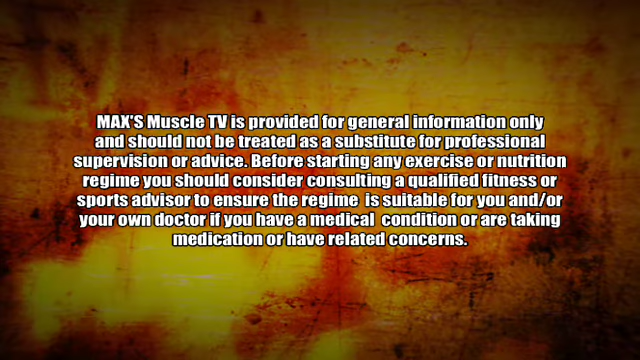 MAX'S Muscle TV is provided for general information only
and should not be treated as a substitute for professional
supervision or advice. Before starting any exercise or nutrition
regime you should consider consulting a qualified fitness or
sports advisor to ensure the regime  is suitable for you and/or
your own doctor if you have a medical  condition or are taking
medication or have related concerns.